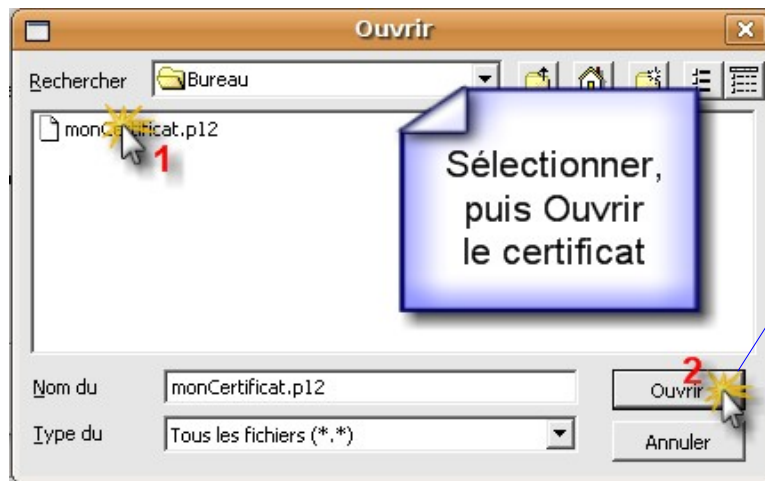 Ouvrir
Rechercher
Bureau
monCertificat.p12
1
Sélectionner,
puis Ouvrir
le certificat
Nom du
monCertificat.p12
2
Ouvrir
Type du
Tous les fichiers (*.*)
Annuler